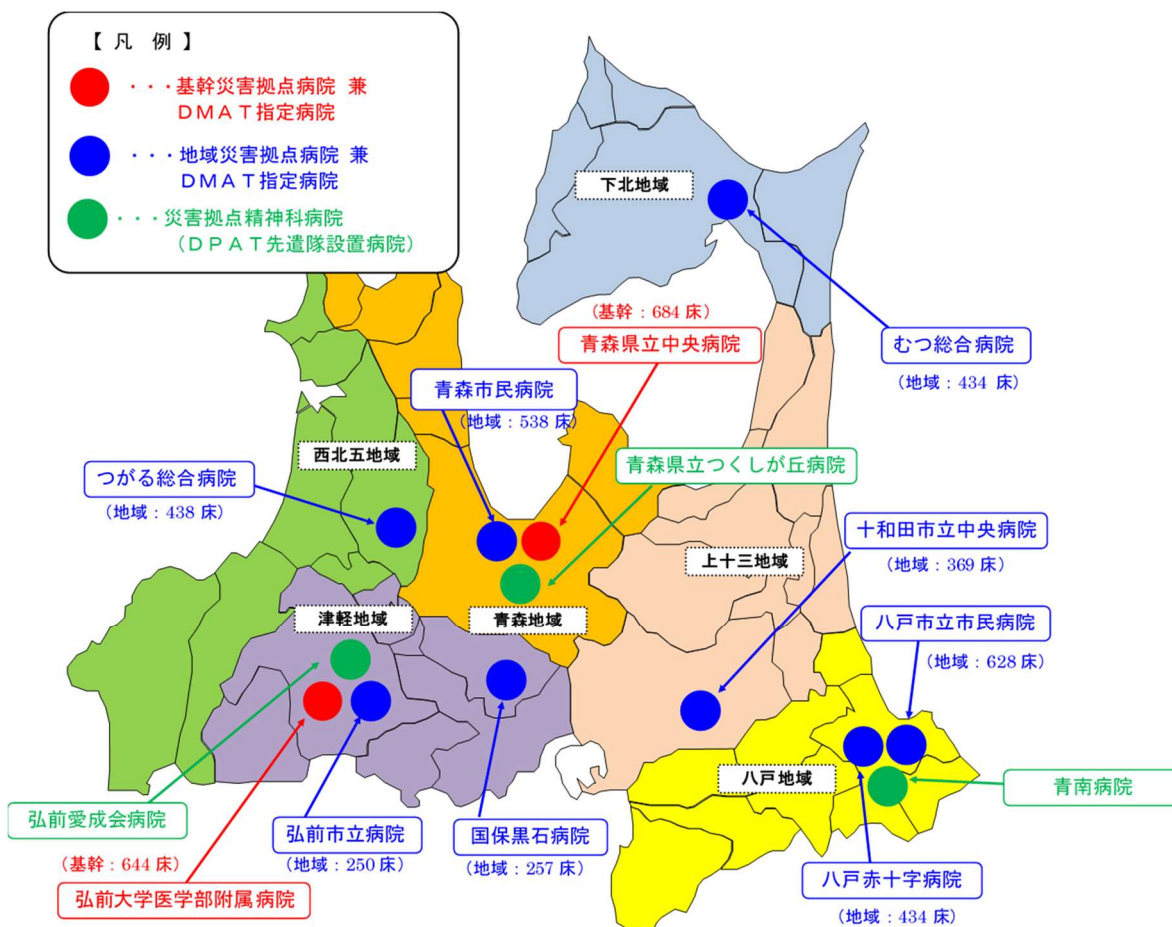 【 凡 例 】
・・・基幹災害拠点病院 兼
DMAT指定病院
・・・地域災害拠点病院 兼
DMAT指定病院
・・・災害拠点精神科病院
(DPAT先遣隊設置病院)
下北地域
(基幹:684床)
青森県立中央病院
むつ総合病院
(地域:434 床)
青森市民病院
(地域:538 床)
西北五地域
青森県立つくしが丘病院
つがる総合病院
(地域:438 床)
十和田市立中央病院
(地域:369 床)
上十三地域
津軽地域
青森地域
八戸市立市民病院
(地域:628 床)
八戸地域
青南病院
弘前愛成会病院
弘前市立病院
(地域:250 床)
国保黒石病院
(地域:257 床)
(基幹:644 床)
弘前大学医学部附属病院
八戸赤十字病院
(地域:434 床)